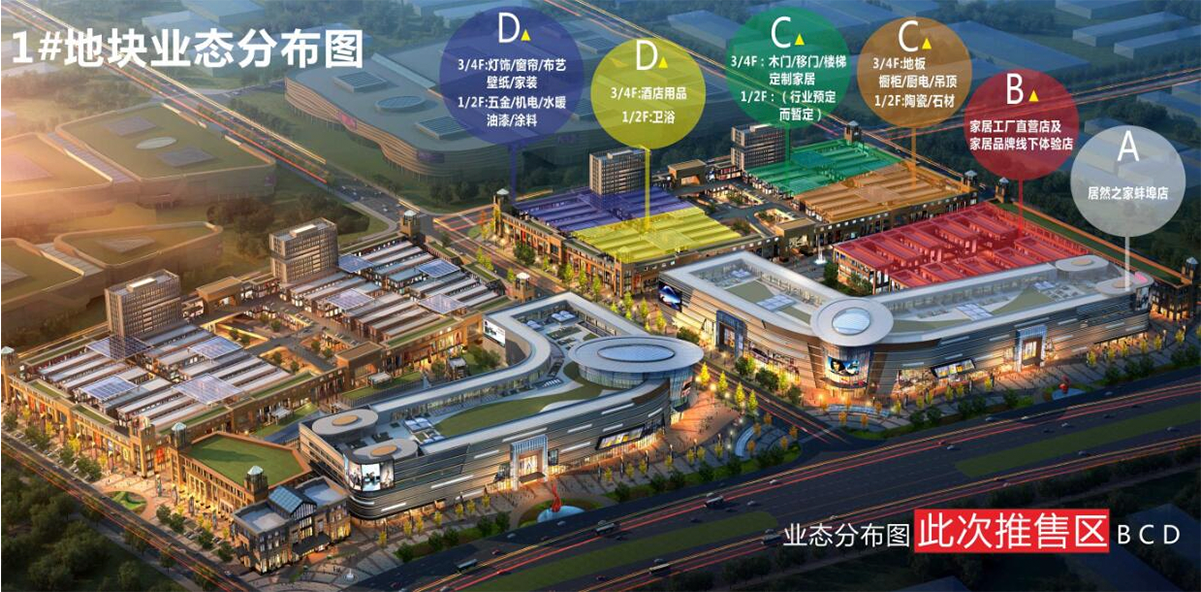 1#地块业态分布图
D
3/4F:灯饰/窗帘/布艺
壁纸/家装
1/2F:五金/机电/水暖
油漆/涂料
D
3/4F:酒店用品
1/2F:卫浴
C
3/4F：木门/移门/楼梯
定制家居
1/2F：（行业预定
而暂定）
C
3/4F:地板
橱柜/厨电/吊顶
1/2F:陶瓷/石材
B
家居工厂直营店及
家居品牌线下体验店
A
居然之家蚌埠店
业态分布图 此次推售区 B C D